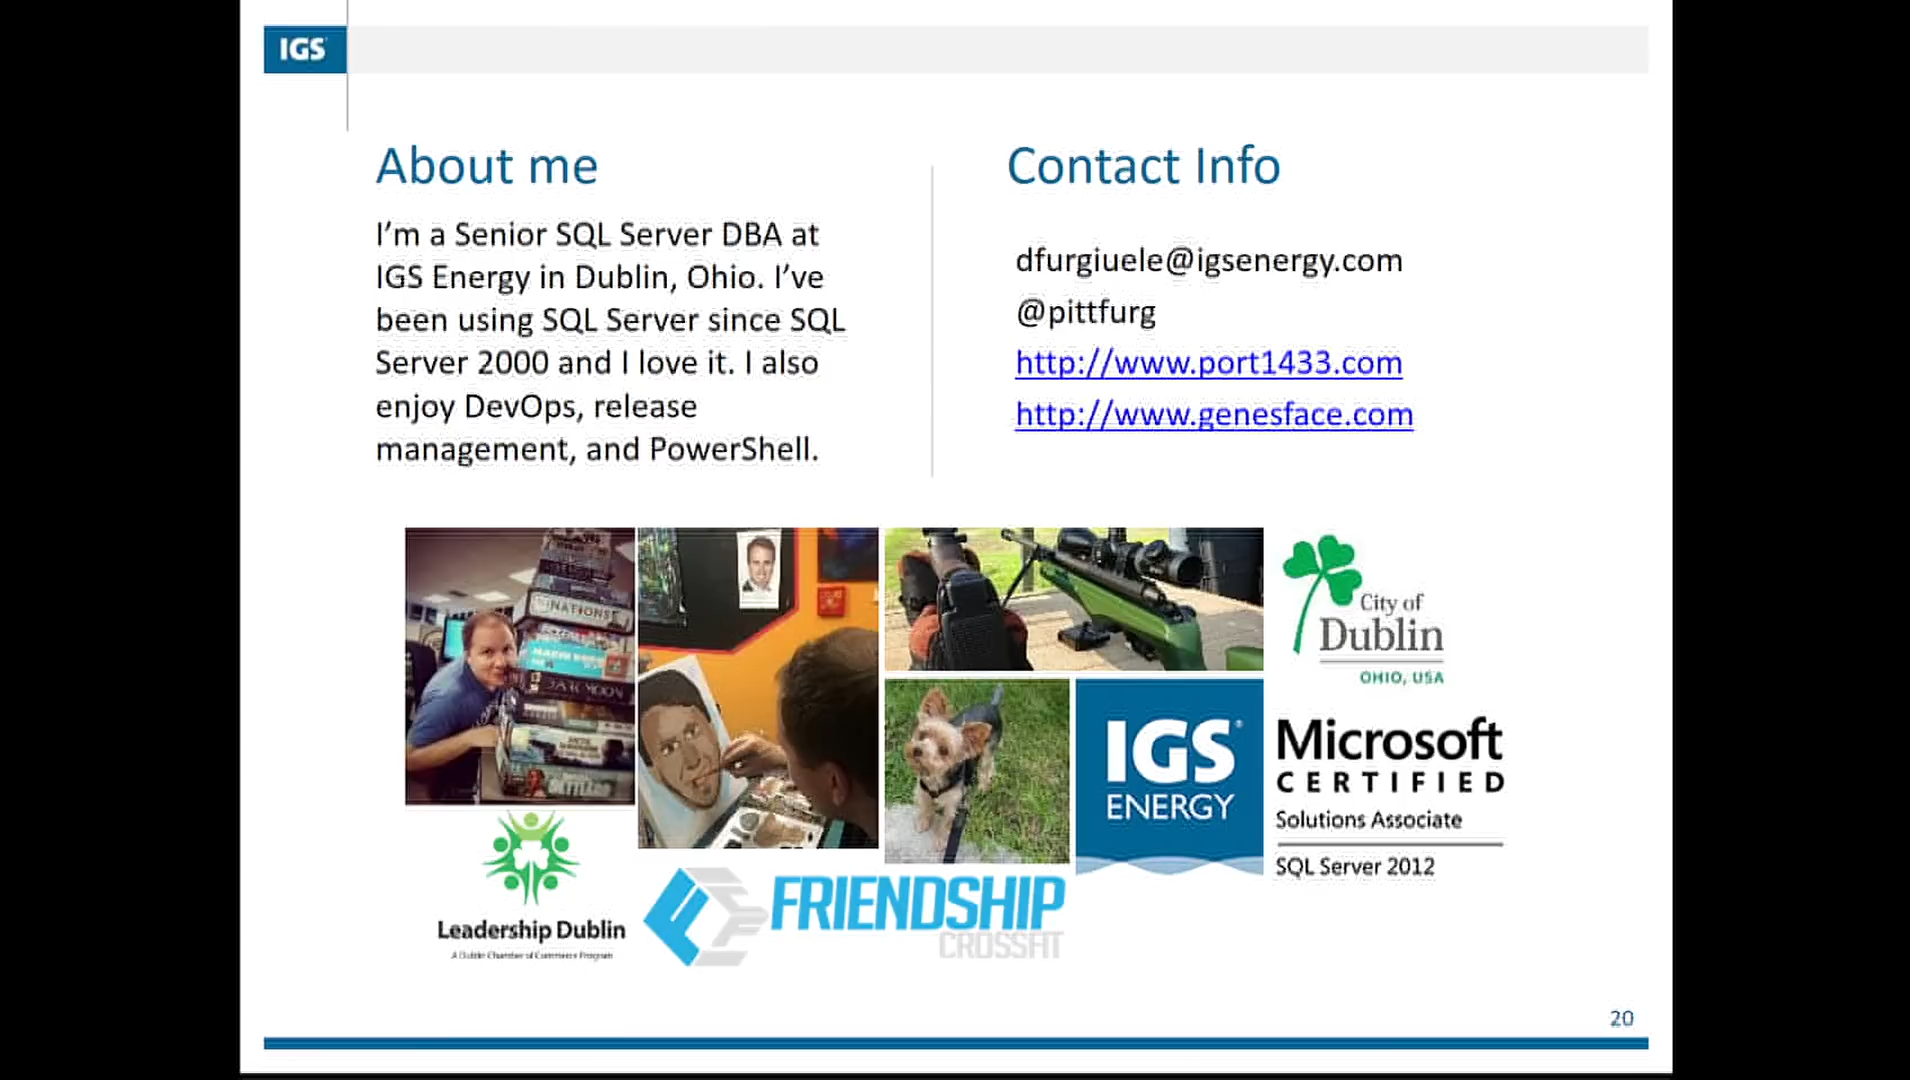 IGS
About me
I’m a Senior SQL Server DBA at
IGS Energy in Dublin, Ohio. I’ve
been using SQL Server since SQL
Server 2000 and I love it. I also
enjoy DevOps, release
management, and PowerShell.
Contact Info
dfurgiuele@igsenergy.com
@pittfurg
http://www.port1433.com
http://www.genesface.com
NATIONS
City of
Dublin
OHIO, USA
IGS
ENERGY
Microsoft
CERTIFIED
Solutions Associate
SQL Server 2012
Leadership Dublin
A Dublin Chamber of Commerce Program
FRIENDSHIP
CROSSFIT
20